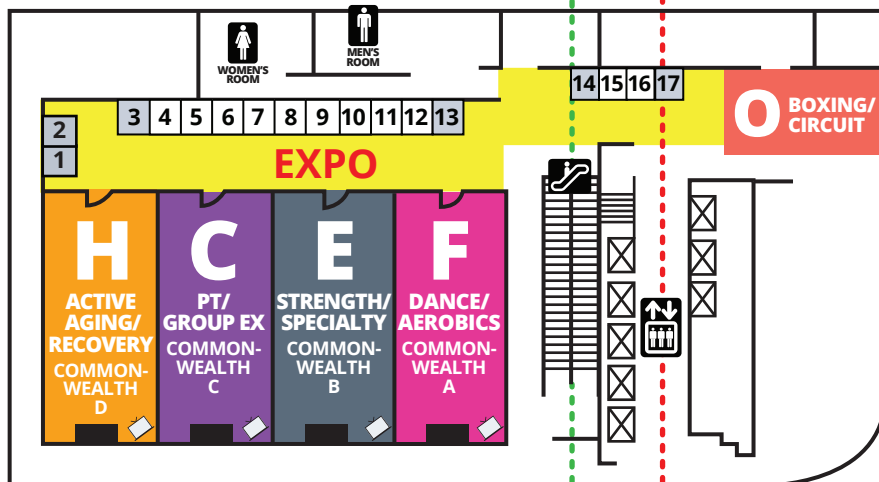 WOMEN'S
ROOM
MEN'S
ROOM
14 15 16 17
O BOXING/
CIRCUIT
2
1
3 4 5 6 7 8 9 10 11 12 13
EXPO
H
ACTIVE
AGING/
RECOVERY
COMMON-
WEALTH
D
C
PT/
GROUP EX
COMMON-
WEALTH
C
E
STRENGTH/
SPECIALTY
COMMON-
WEALTH
B
F
DANCE/
AEROBICS
COMMON-
WEALTH
A